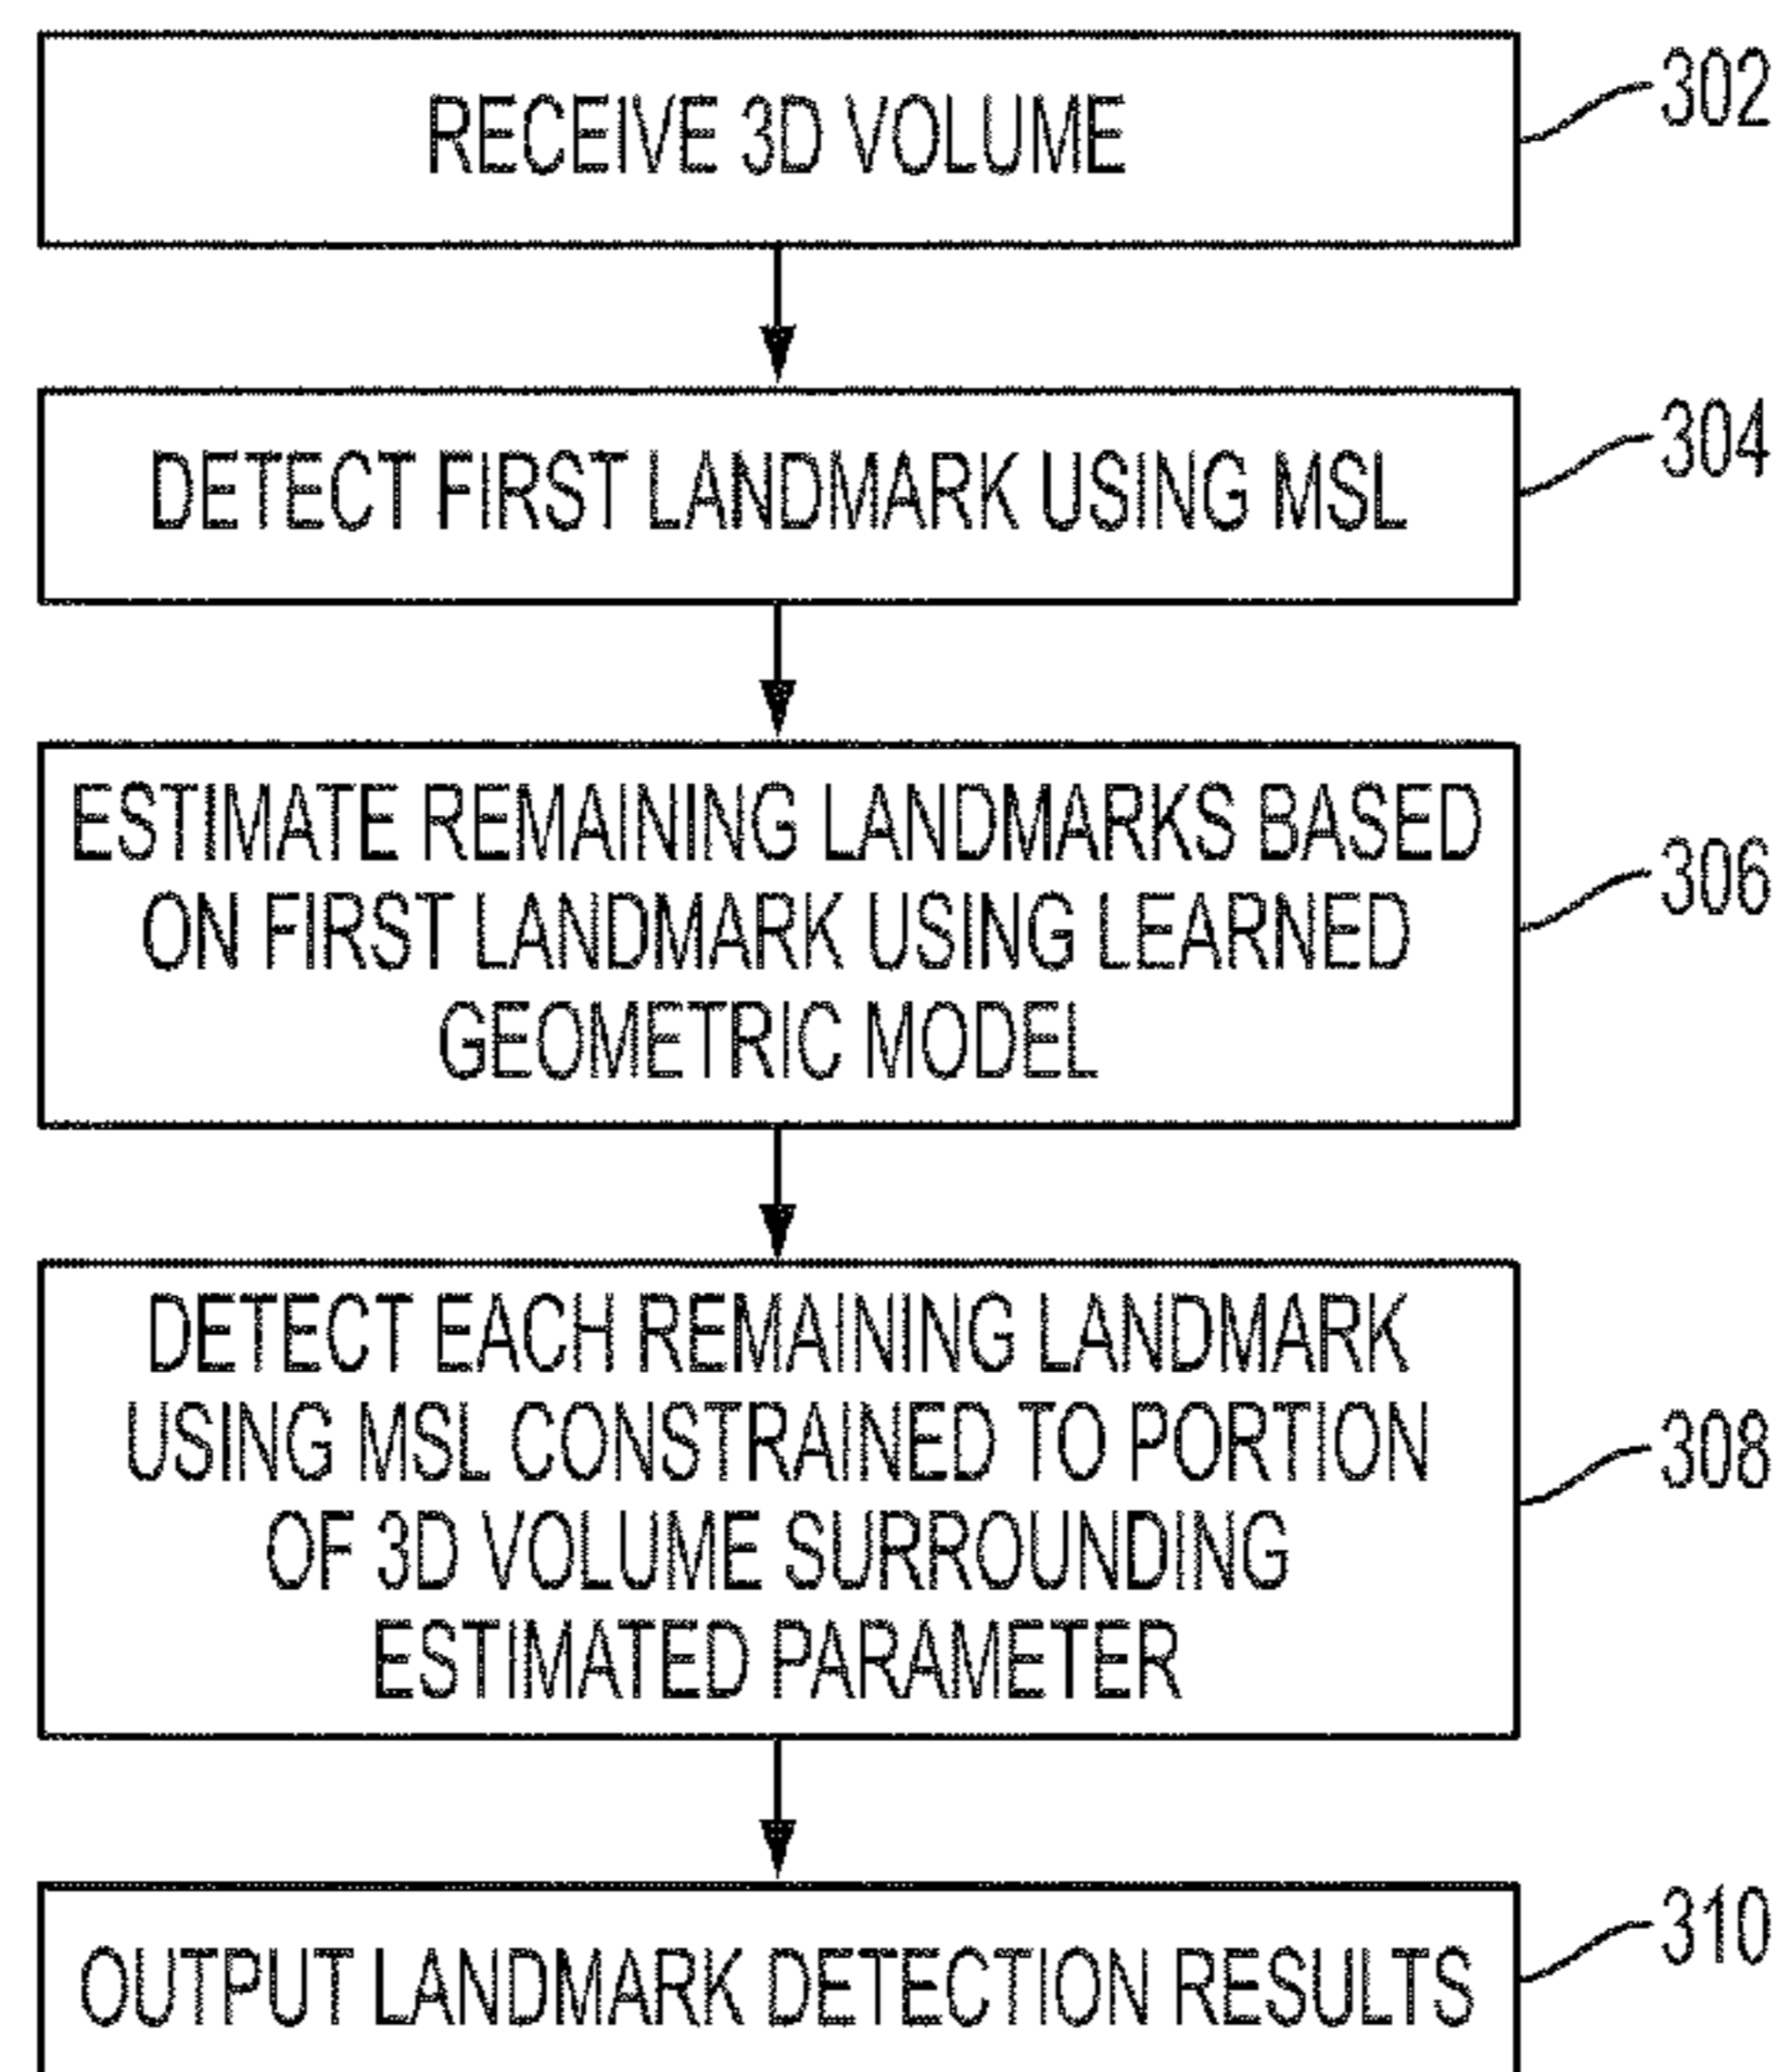 RECEIVE 3D VOLUME
302
DETECT FIRST LANDMARK USING MSL
304
ESTIMATE REMAINING LANDMARKS BASED
ON FIRST LANDMARK USING LEARNED
GEOMETRIC MODEL
306
DETECT EACH REMAINING LANDMARK
USING MSL CONSTRAINED TO PORTION
OF 3D VOLUME SURROUNDING
ESTIMATED PARAMETER
308
OUTPUT LANDMARK DETECTION RESULTS
310